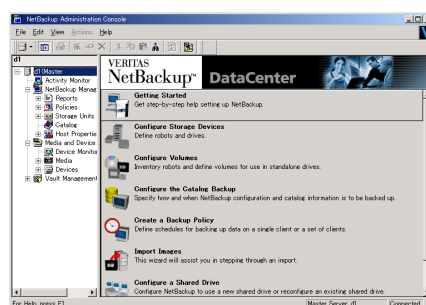 NetBackup Administration Console
File Edit View Actions Help
d1
d1(Master
Activity Monitor
NetBackup Manag
Reports
Policies
Storage Units
Catalog
Host Propertie
Media and Device
Device Monito
Media
Devices
Vault Management
VERITAS
NetBackup™ DataCenter
Getting Started
Get step-by-step help setting up NetBackup.
Configure Storage Devices
Define robots and drives.
Configure Volumes
Inventory robots and define volumes for use in standalone drives.
Configure the Catalog Backup
Specify how and when NetBackup configuration and catalog information is to be backed up.
Create a Backup Policy
Define schedules for backing up data on a single client or a set of clients.
Import Images
This wizard will assist you in stepping through an import.
Configure a Shared Drive
Configure NetBackup to use a new shared drive or reconfigure an existing shared drive.
For Help, press F1
Master Server: d1
Connected